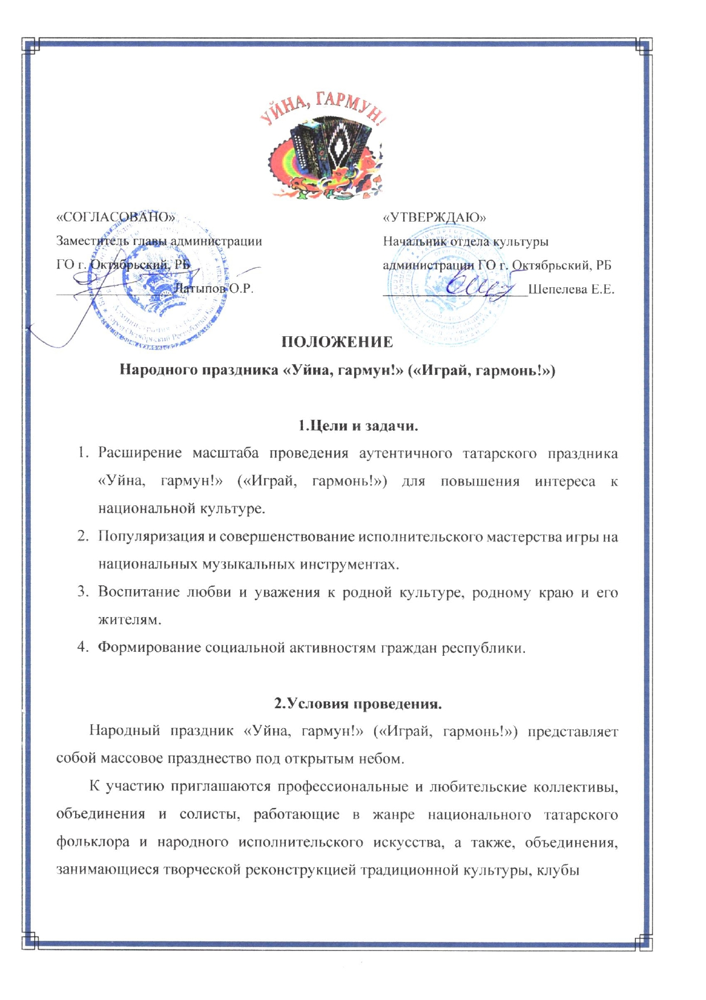 УЙНА, ГАРМУН!
«СОГЛАСОВАНО»
Заместитель главы администрации
ГО г. Октябрьский, РБ
Латыпов О.Р.
«УТВЕРЖДАЮ»
Начальник отдела культуры
администрации ГО г. Октябрьский, РБ
Шепелева Е.Е.
ПОЛОЖЕНИЕ
Народного праздника «Уйна, гармун!» («Играй, гармонь!»)
1.Цели и задачи.
1. Расширение масштаба проведения аутентичного татарского праздника
«Уйна, гармун!» («Играй, гармонь!») для повышения интереса к
национальной культуре.
2. Популяризация и совершенствование исполнительского мастерства игры на
национальных музыкальных инструментах.
3. Воспитание любви и уважения к родной культуре, родному краю и его
жителям.
4. Формирование социальной активностям граждан республики.
2.Условия проведения.
Народный праздник «Уйна, гармун!» («Играй, гармонь!») представляет
собой массовое празднество под открытым небом.
К участию приглашаются профессиональные и любительские коллективы,
объединения и солисты, работающие в жанре национального татарского
фольклора и народного исполнительского искусства, а также, объединения,
занимающиеся творческой реконструкцией традиционной культуры, клубы